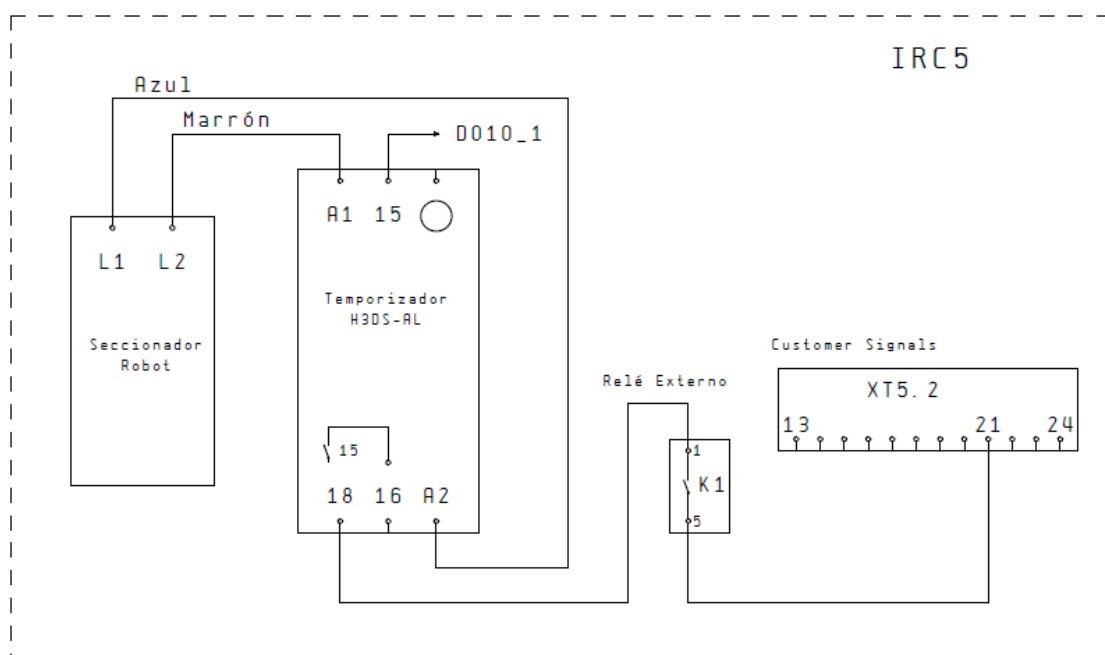 IRC5
Azul
Marrón
DO10_1
A1 15
L1 L2
Temporizador
H3DS-AL
Seccionador
Robot
Customer Signals
Relé Externo
XT5.2
13 21 24
15
1
K1
5
18 16 A2